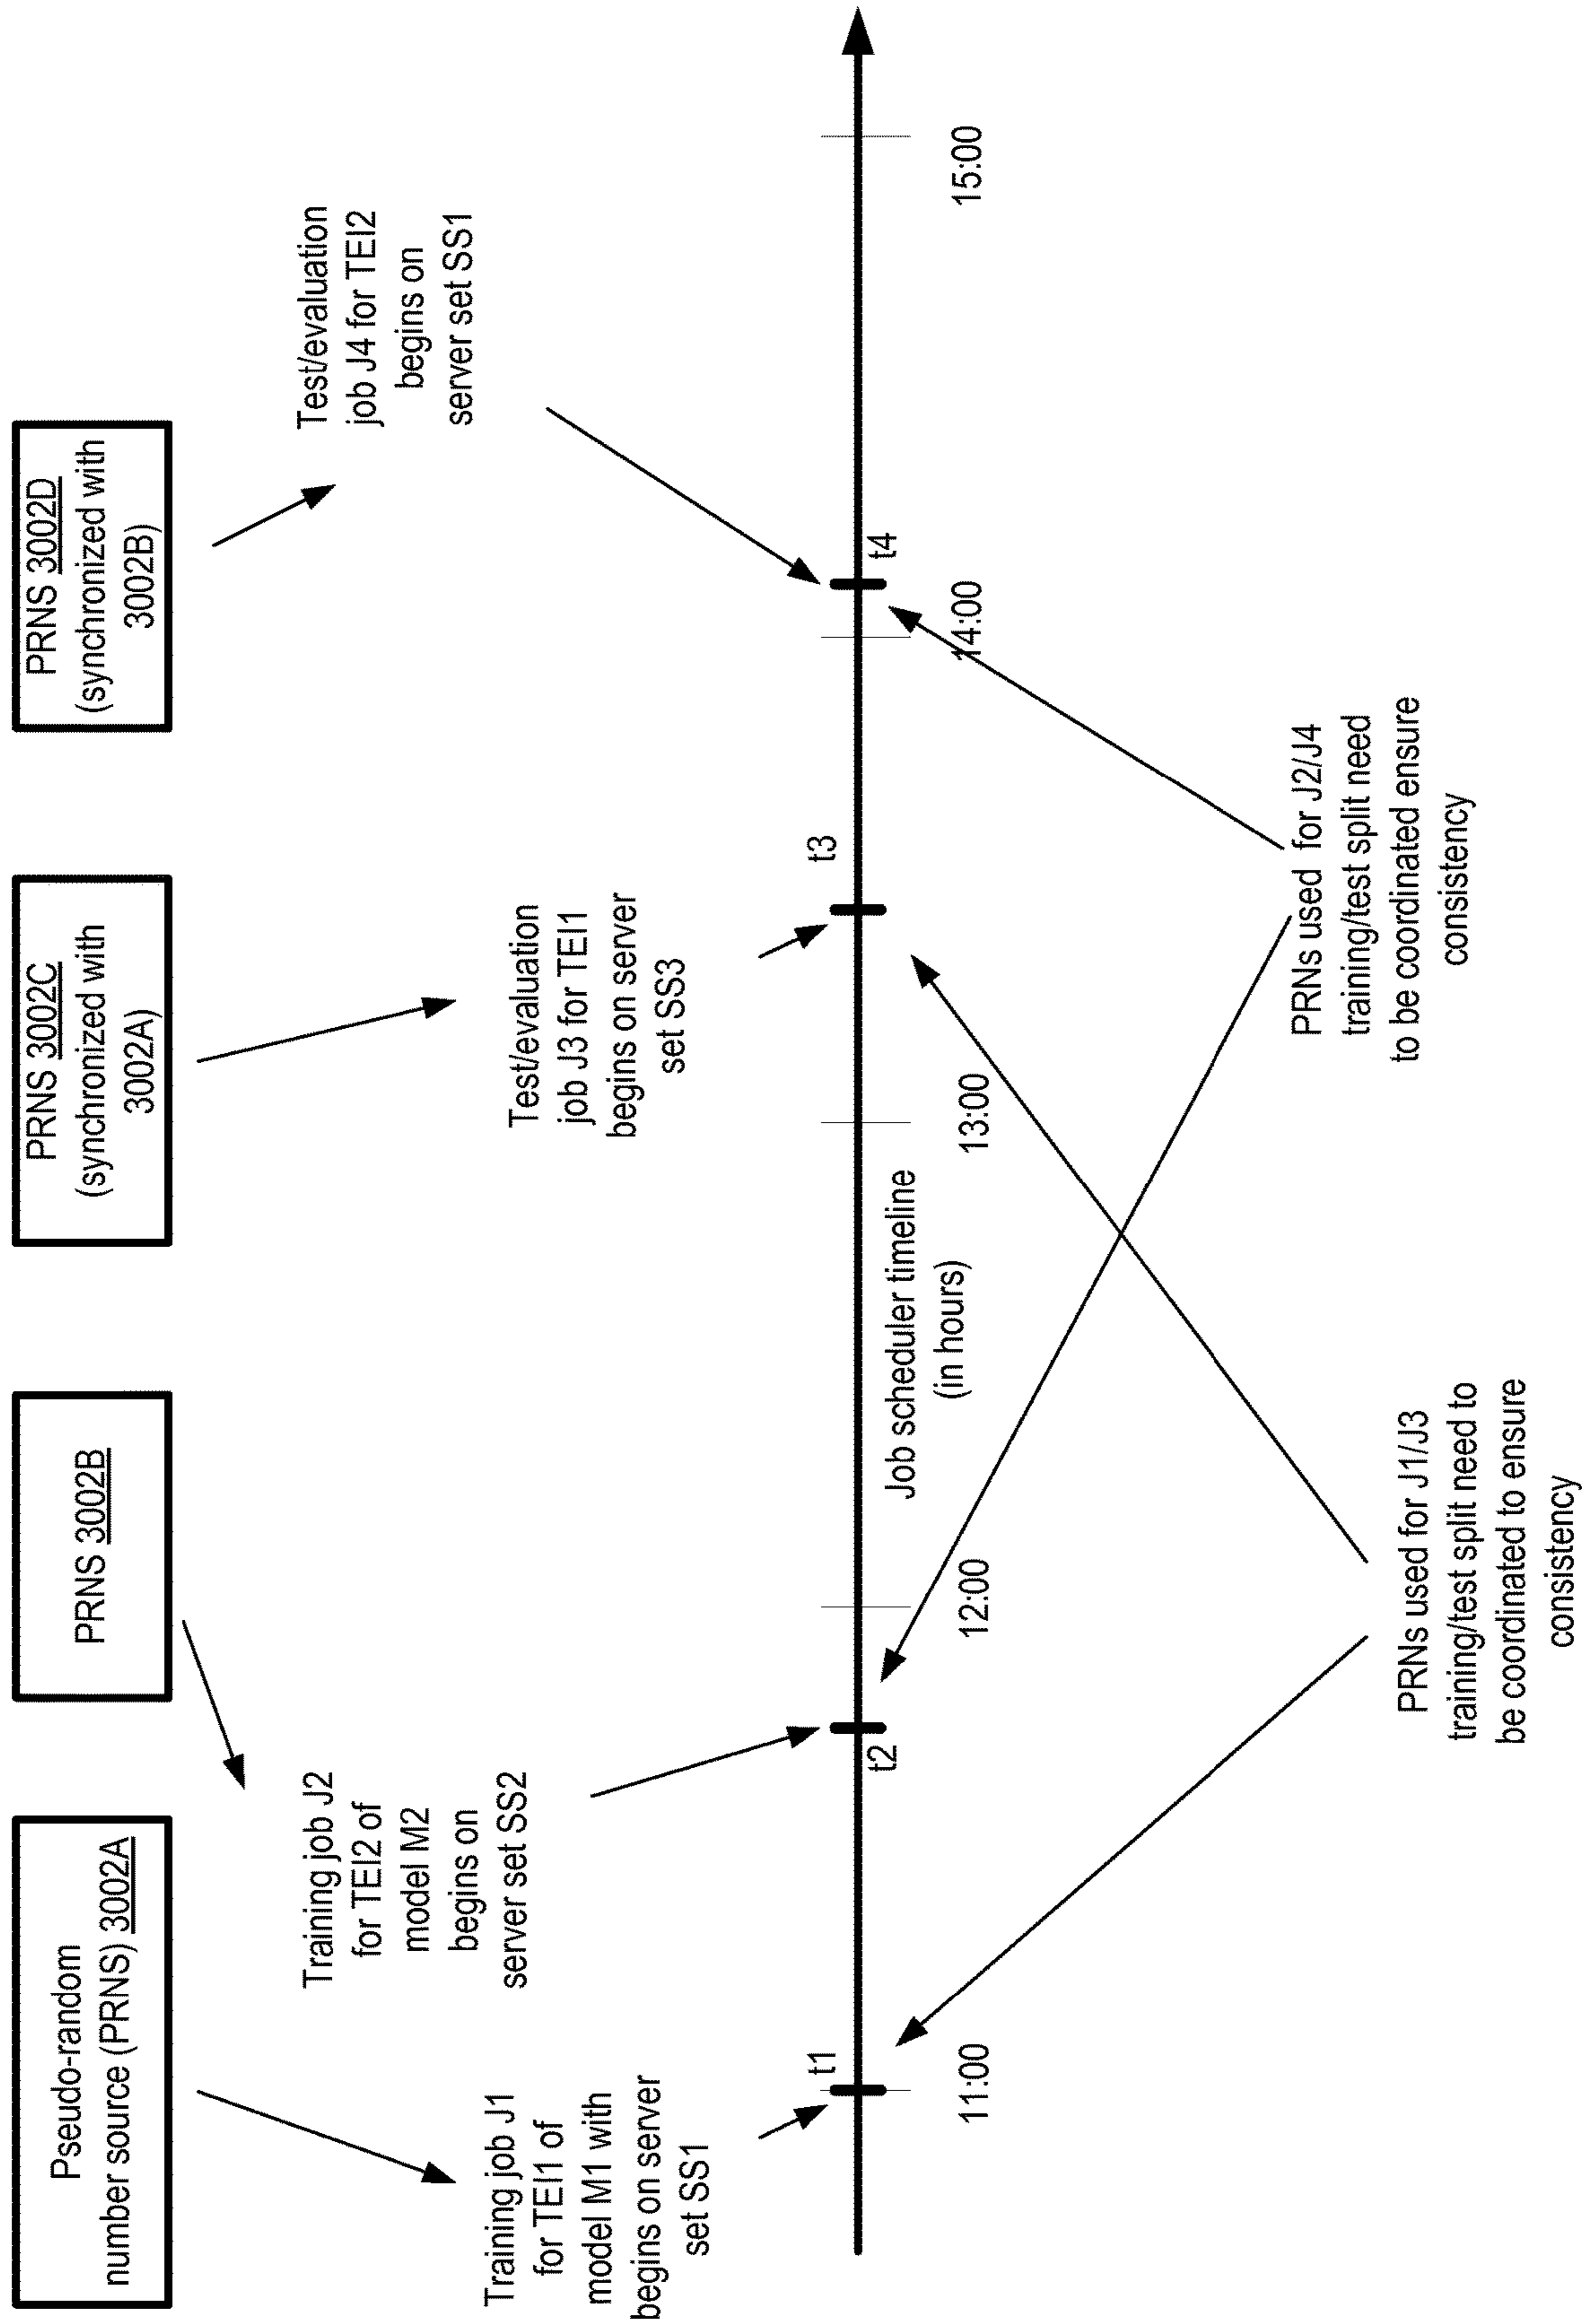 Pseudo-random
number source (PRNS) 3002A
PRNS 3002B
PRNS 3002C
(synchronized with
3002A)
PRNS 3002D
(synchronized with
3002B)
Training job J1
for TEI1 of
model M1 with
begins on server
set SS1
Training job J2
for TEI2 of
model M2
begins on
server set SS2
Test/evaluation
job J3 for TEI1
begins on server
set SS3
Test/evaluation
job J4 for TEI2
begins on
server set SS1
t1
t2
t3
t4
11:00
12:00
13:00
14:00
15:00
Job scheduler timeline
(in hours)
PRNs used for J1/J3
training/test split need to
be coordinated to ensure
consistency
PRNs used for J2/J4
training/test split need
to be coordinated ensure
consistency